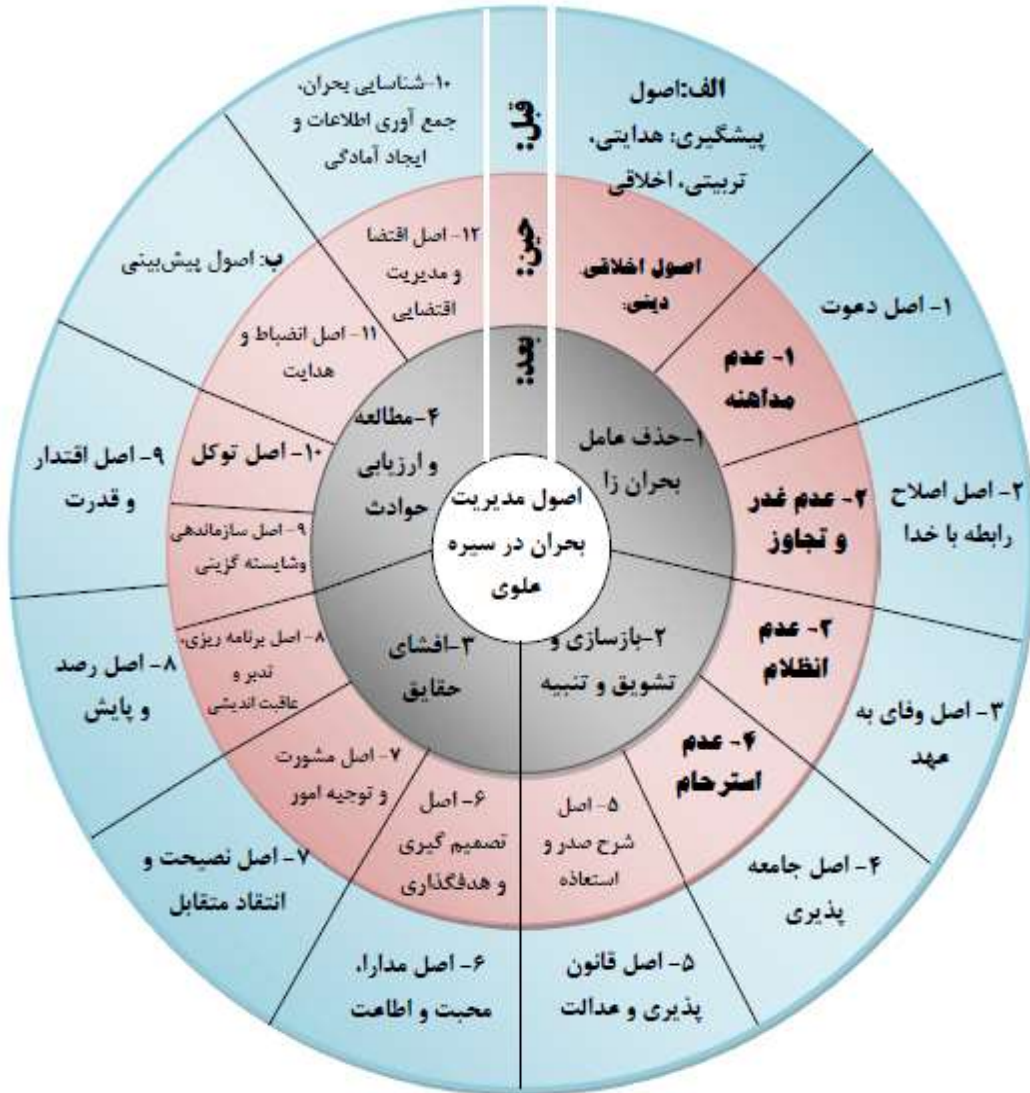 قبل:
الف:اصول
پیشگیری: هدایتی،
تربیتی، اخلاقی
۱- اصل دعوت
۲- اصل اصلاح
رابطه با خدا
۳- اصل وفای به
عهد
۴- اصل جامعه
پذیری
۵- اصل قانون
پذیری و عدالت
۶- اصل مدارا،
محبت و اطاعت
۷- اصل نصیحت و
انتقاد متقابل
۸- اصل رصد
و پایش
۹- اصل اقتدار
و قدرت
ب: اصول پیش‌بینی
۱۰-شناسایی بحران،
جمع آوری اطلاعات و
ایجاد آمادگی
حین:
اصول اخلاقی
دینی:
۱- عدم
مداهنه
۲- عدم غدر
و تجاوز
۳- عدم
انظلام
۴- عدم
استرحام
۵- اصل
شرح صدر و
استعاذه
۶- اصل
تصمیم گیری
و هدفگذاری
۷- اصل مشورت
و توجیه امور
۸- اصل برنامه ریزی،
تدبر و
عاقبت اندیشی
۹- اصل سازماندهی
وشایسته گزینی
۱۰- اصل توکل
۱۱- اصل انضباط و
هدایت
۱۲- اصل اقتضا
و مدیریت
اقتضایی
بعد:
۱-حذف عامل
بحران زا
۲-بازسازی و
تشویق و تنبیه
۳-افشای
حقایق
۴-مطالعه
و ارزیابی
حوادث
اصول مدیریت
بحران در سیره
علوی